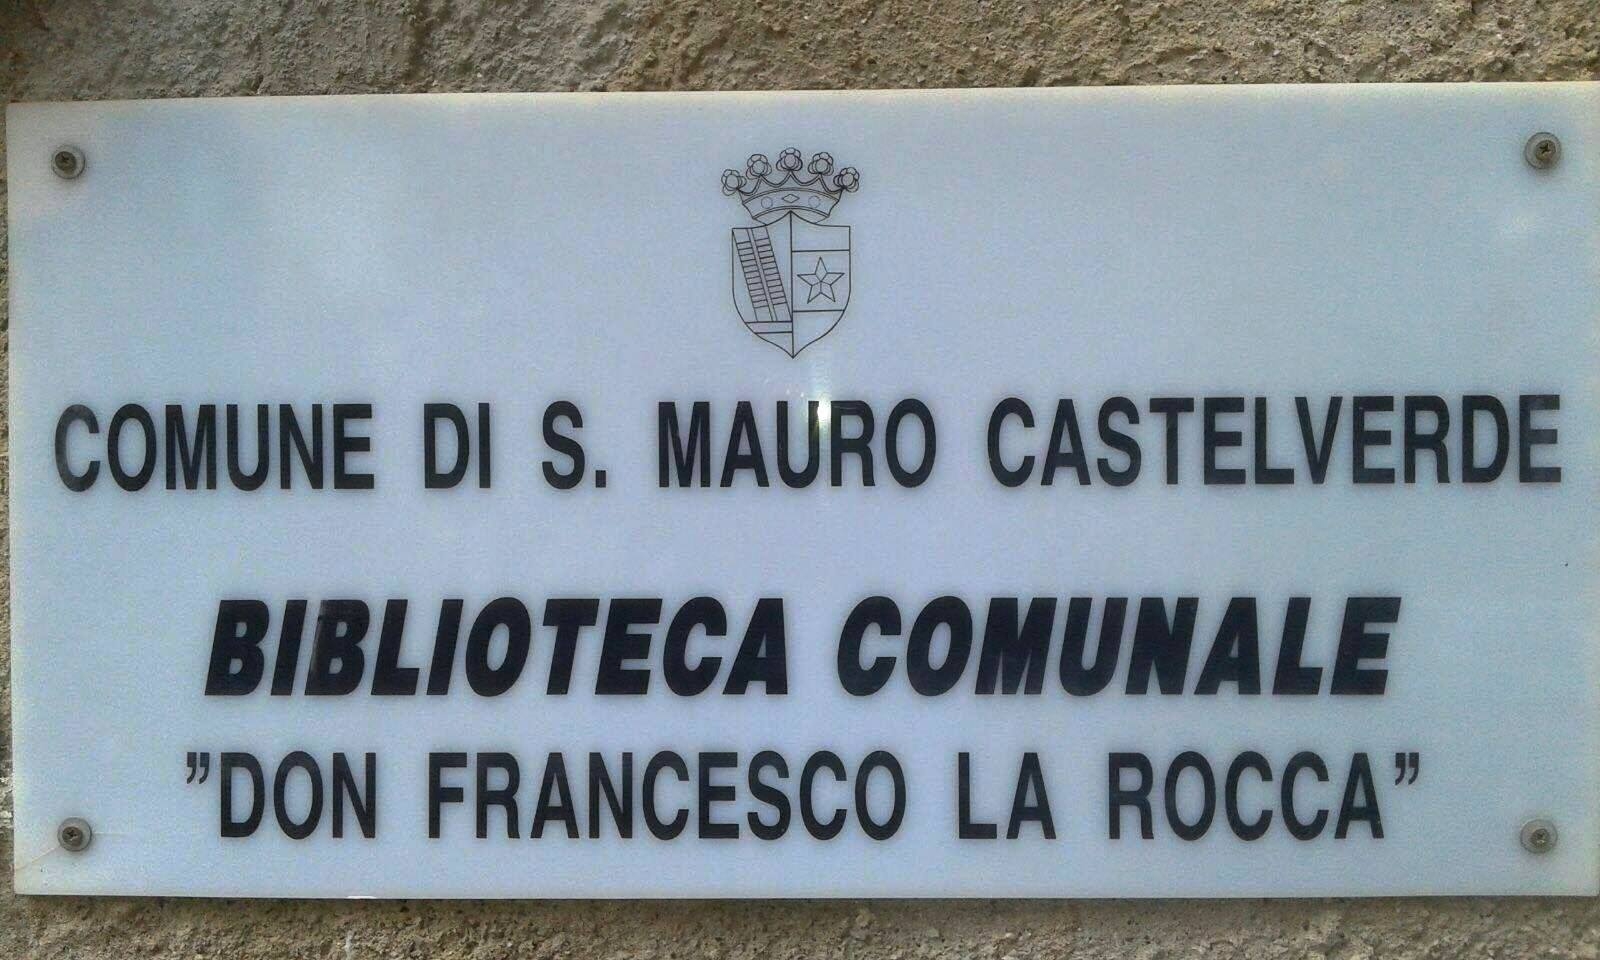 COMUNE DI S. MAURO CASTELVERDE
BIBLIOTECA COMUNALE
”DON FRANCESCO LA ROCCA”